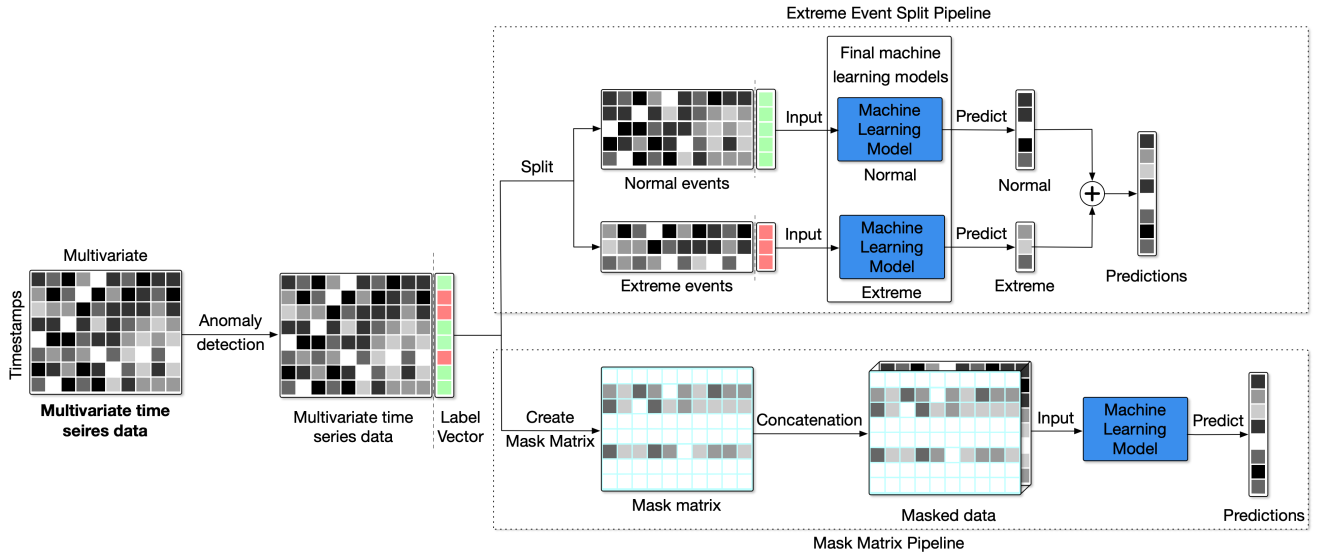 Extreme Event Split Pipeline
Final machine
learning models
Input
Machine
Learning
Model
Normal
Predict
Normal
Normal events
Split
Input
Machine
Learning
Model
Extreme
Predict
Extreme
Extreme events
Predictions
Multivariate
Timestamps
Multivariate time
seires data
Anomaly
detection
Multivariate time
series data
Label
Vector
Create
Mask Matrix
Mask matrix
Concatenation
Masked data
Input
Machine
Learning
Model
Predict
Predictions
Mask Matrix Pipeline